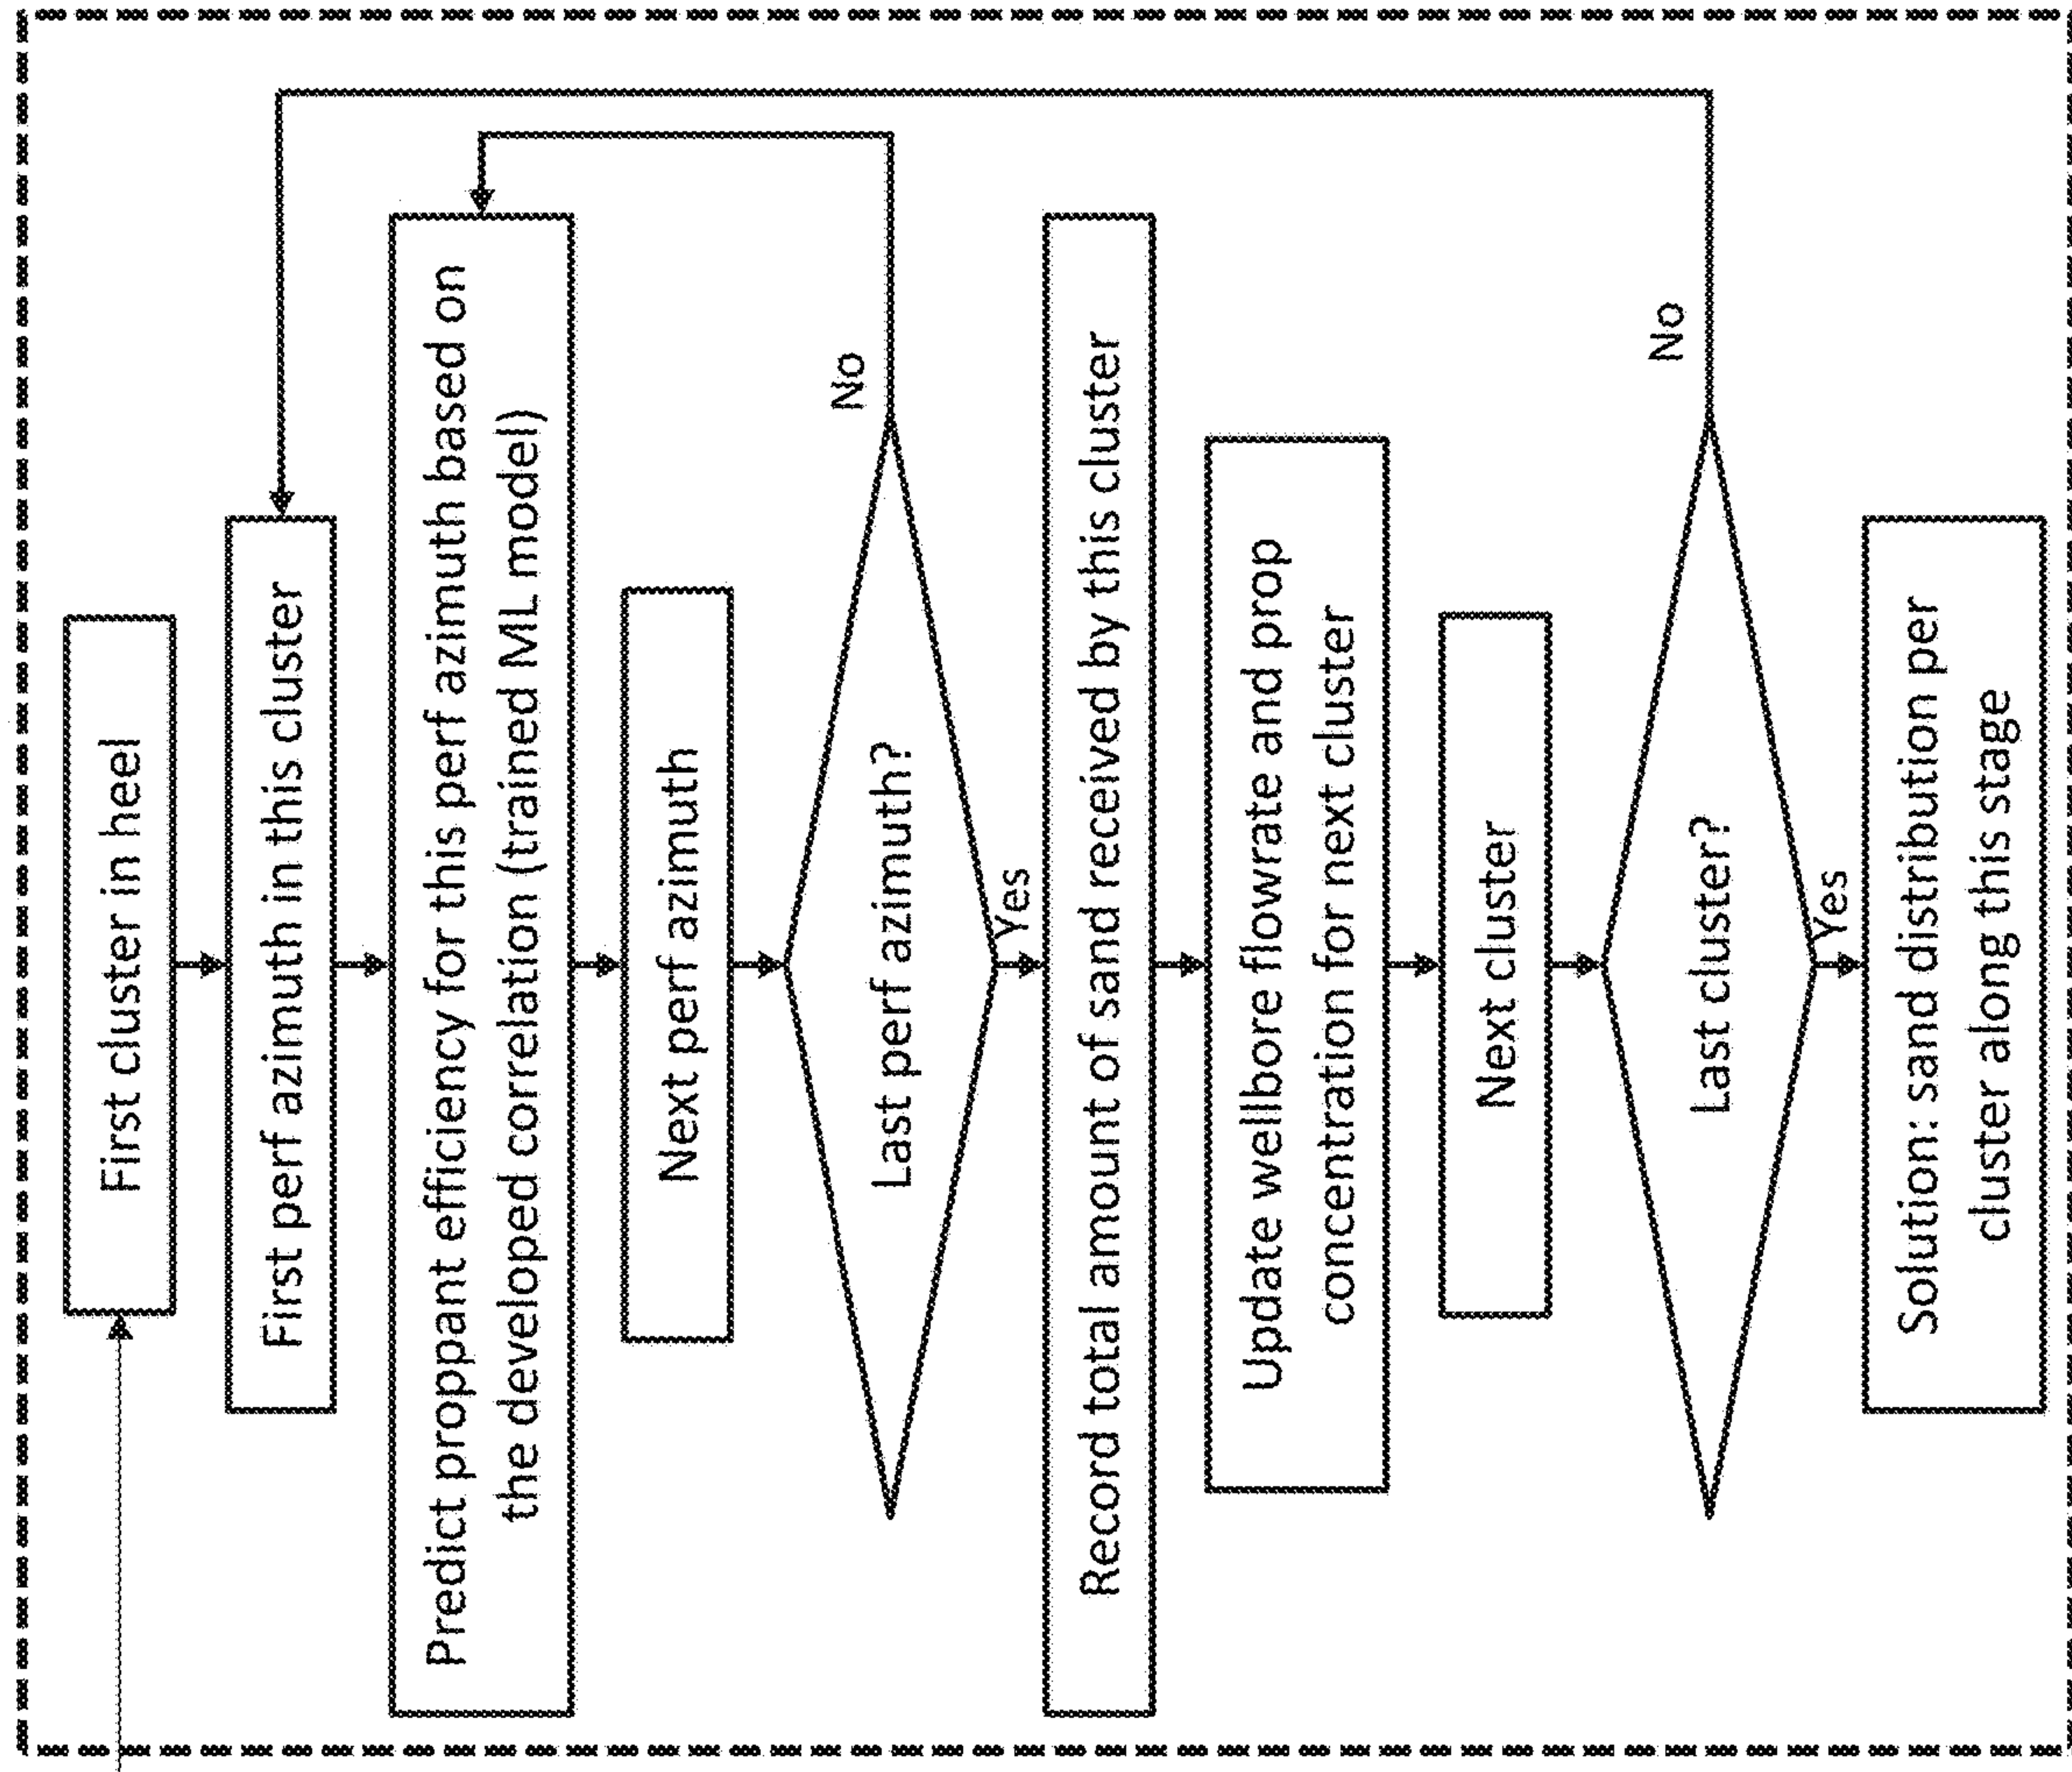 First cluster in heel
First perf azimuth in this cluster
Predict proppant efficiency for this perf azimuth based on
the developed correlation (trained ML model)
Next perf azimuth
Last perf azimuth?
No
Yes
Record total amount of sand received by this cluster
Update wellbore flowrate and prop
concentration for next cluster
Next cluster
Last cluster?
No
Yes
Solution: sand distribution per
cluster along this stage